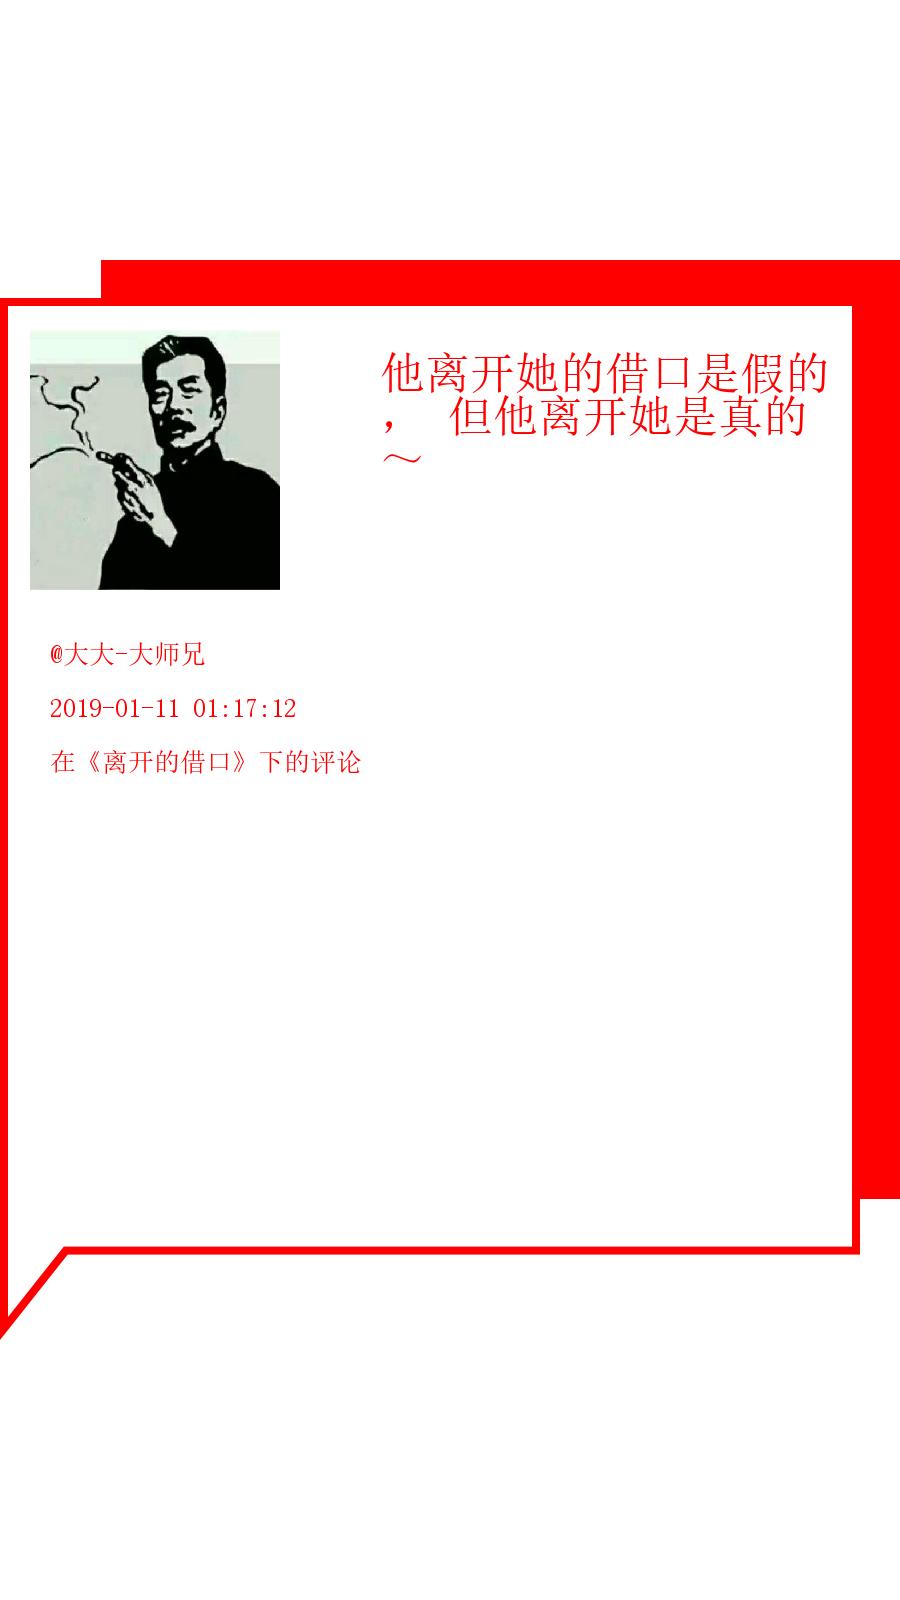 他离开她的借口是假的
， 但他离开她是真的
～
@大大-大师兄
2019-01-11 01:17:12
在《离开的借口》下的评论